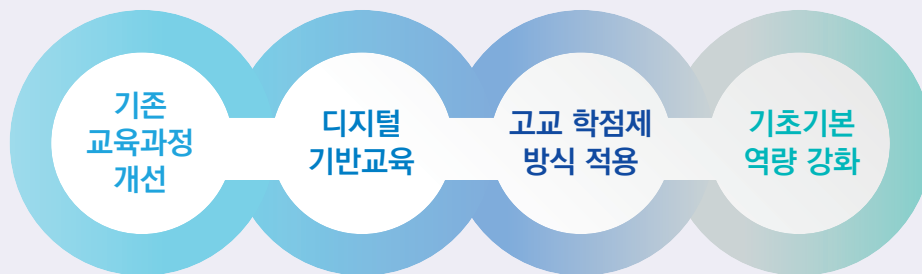 기존
교육과정
개선
디지털
기반교육
고교 학점제
방식 적용
기초기본
역량 강화